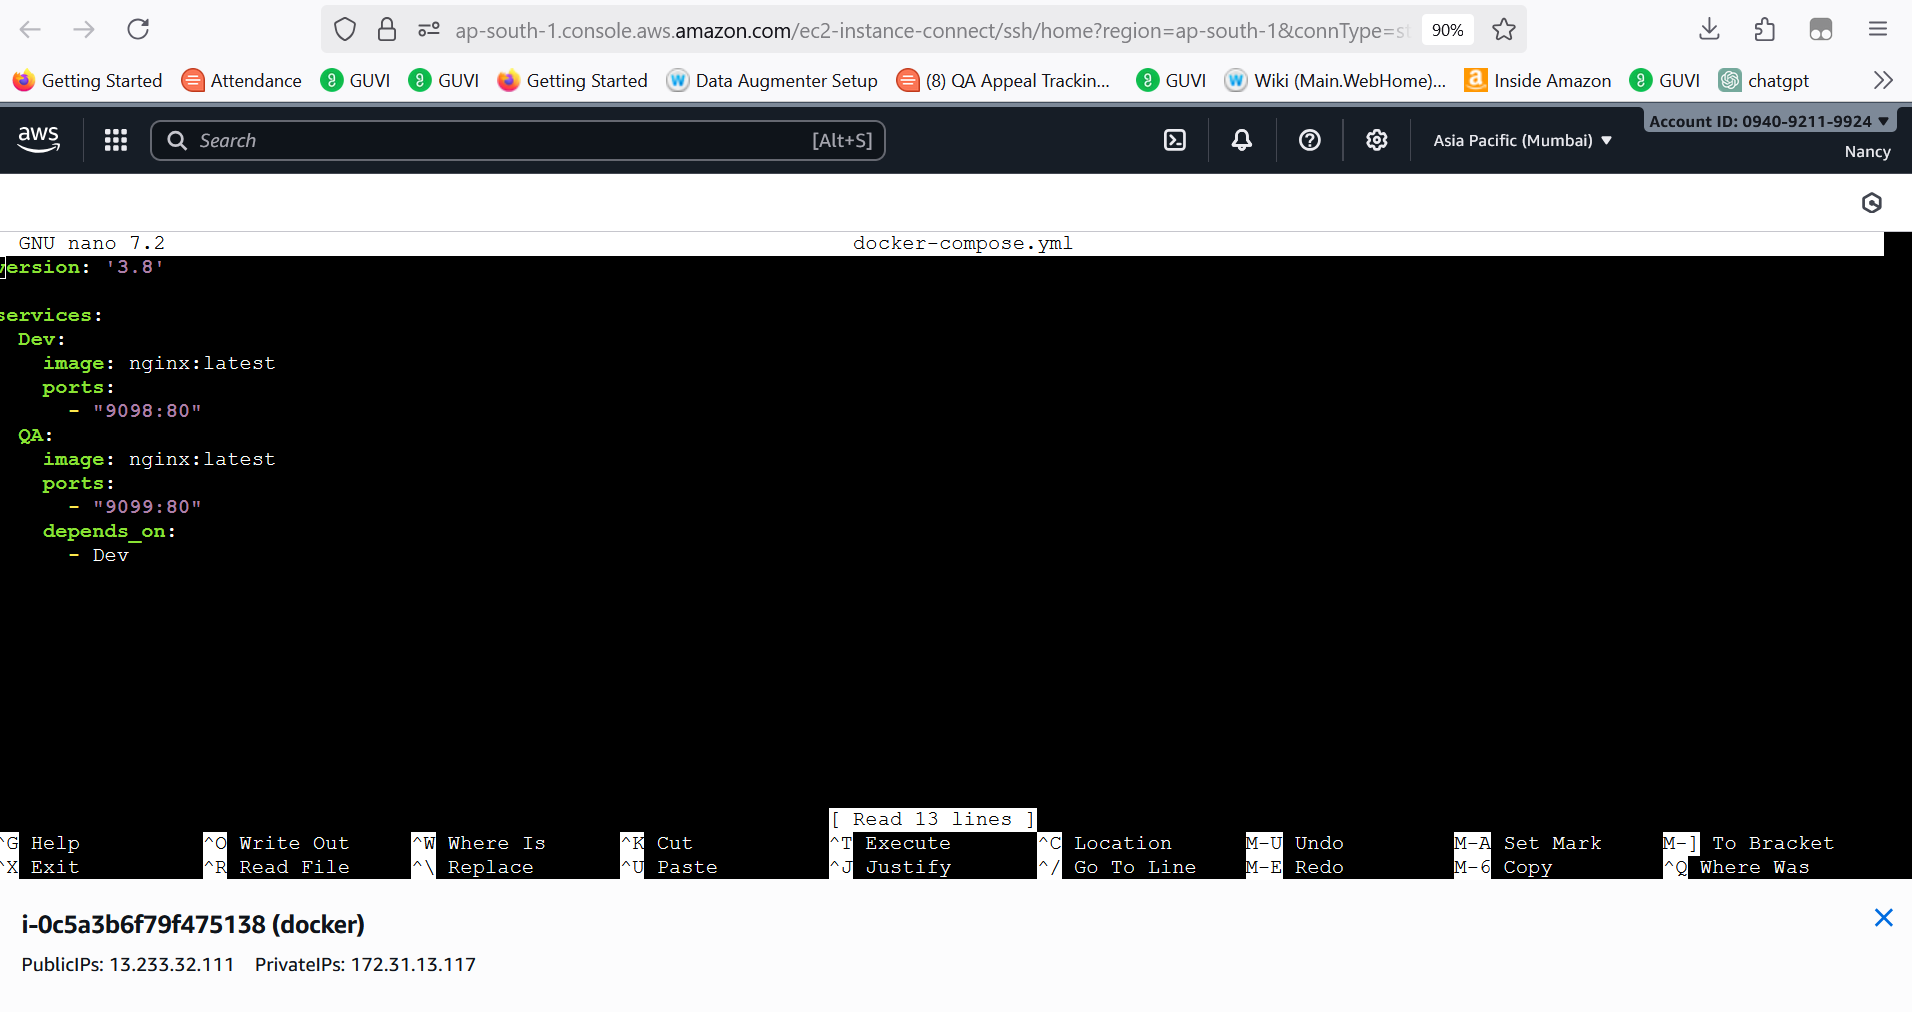 ap-south-1.console.aws.amazon.com/ec2-instance-connect/ssh/home?region=ap-south-1&connType=st 90%
Getting Started Attendance GUVI GUVI Getting Started Data Augmenter Setup (8) QA Appeal Trackin... GUVI Wiki (Main.WebHome)... Inside Amazon GUVI chatgpt
aws Search [Alt+S] Asia Pacific (Mumbai) ▼ Account ID: 0940-9211-9924 ▼
Nancy
GNU nano 7.2 docker-compose.yml
version: '3.8'
services:
Dev:
image: nginx:latest
ports:
- "9098:80"
QA:
image: nginx:latest
ports:
- "9099:80"
depends_on:
- Dev
[ Read 13 lines ]
^G Help ^O Write Out ^W Where Is ^K Cut ^T Execute ^C Location M-U Undo M-A Set Mark M-] To Bracket
^X Exit ^R Read File ^\ Replace ^U Paste ^J Justify ^/ Go To Line M-E Redo M-6 Copy ^Q Where Was
i-0c5a3b6f79f475138 (docker)
PublicIPs: 13.233.32.111 PrivateIPs: 172.31.13.117